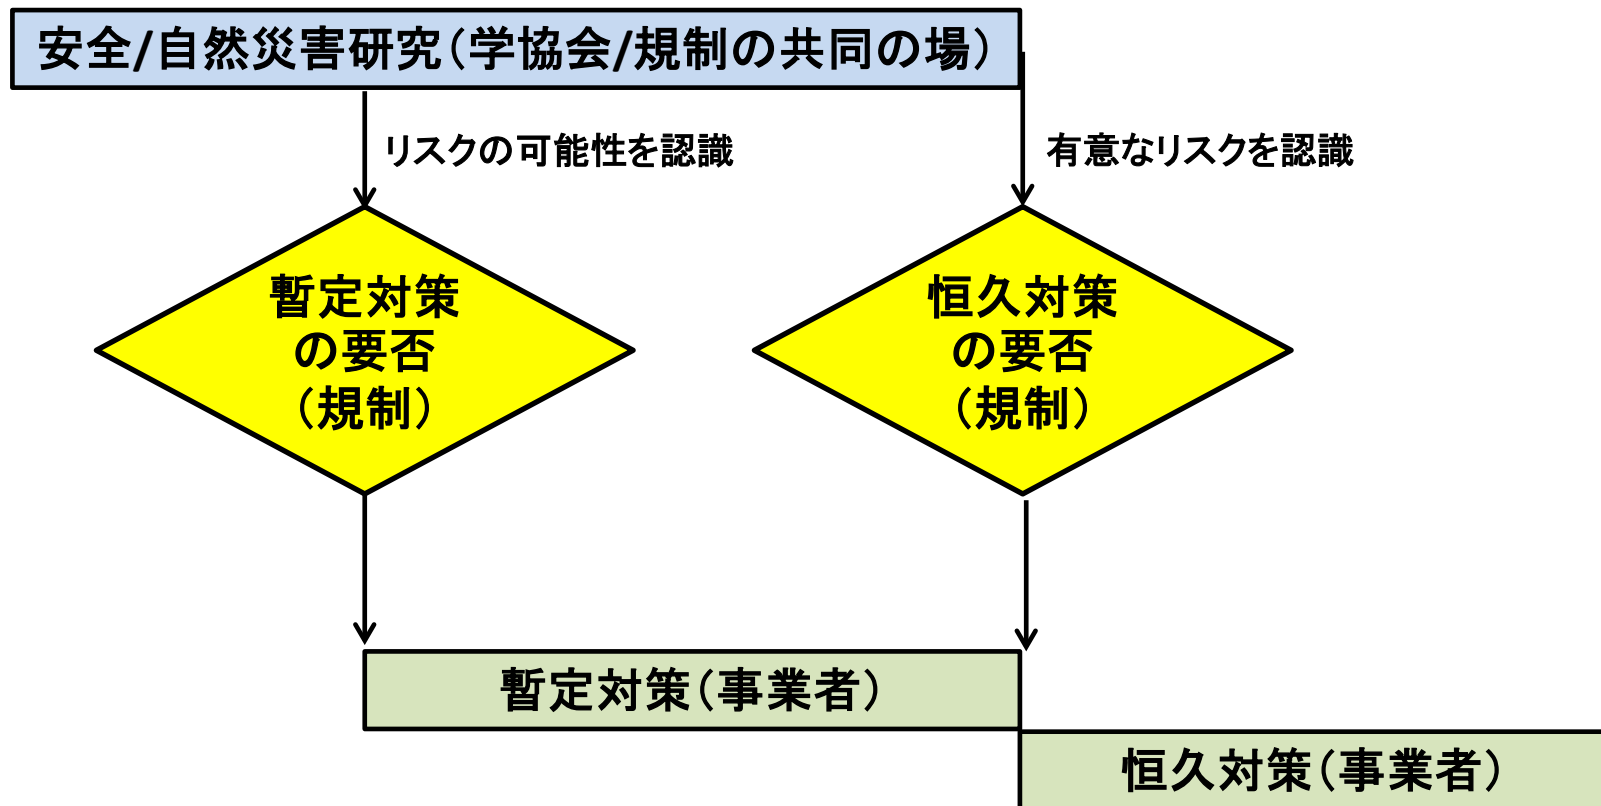 安全/自然災害研究（学協会/規制の共同の場）
リスクの可能性を認識
有意なリスクを認識
暫定対策
の要否
（規制）
恒久対策
の要否
（規制）
暫定対策（事業者）
恒久対策（事業者）